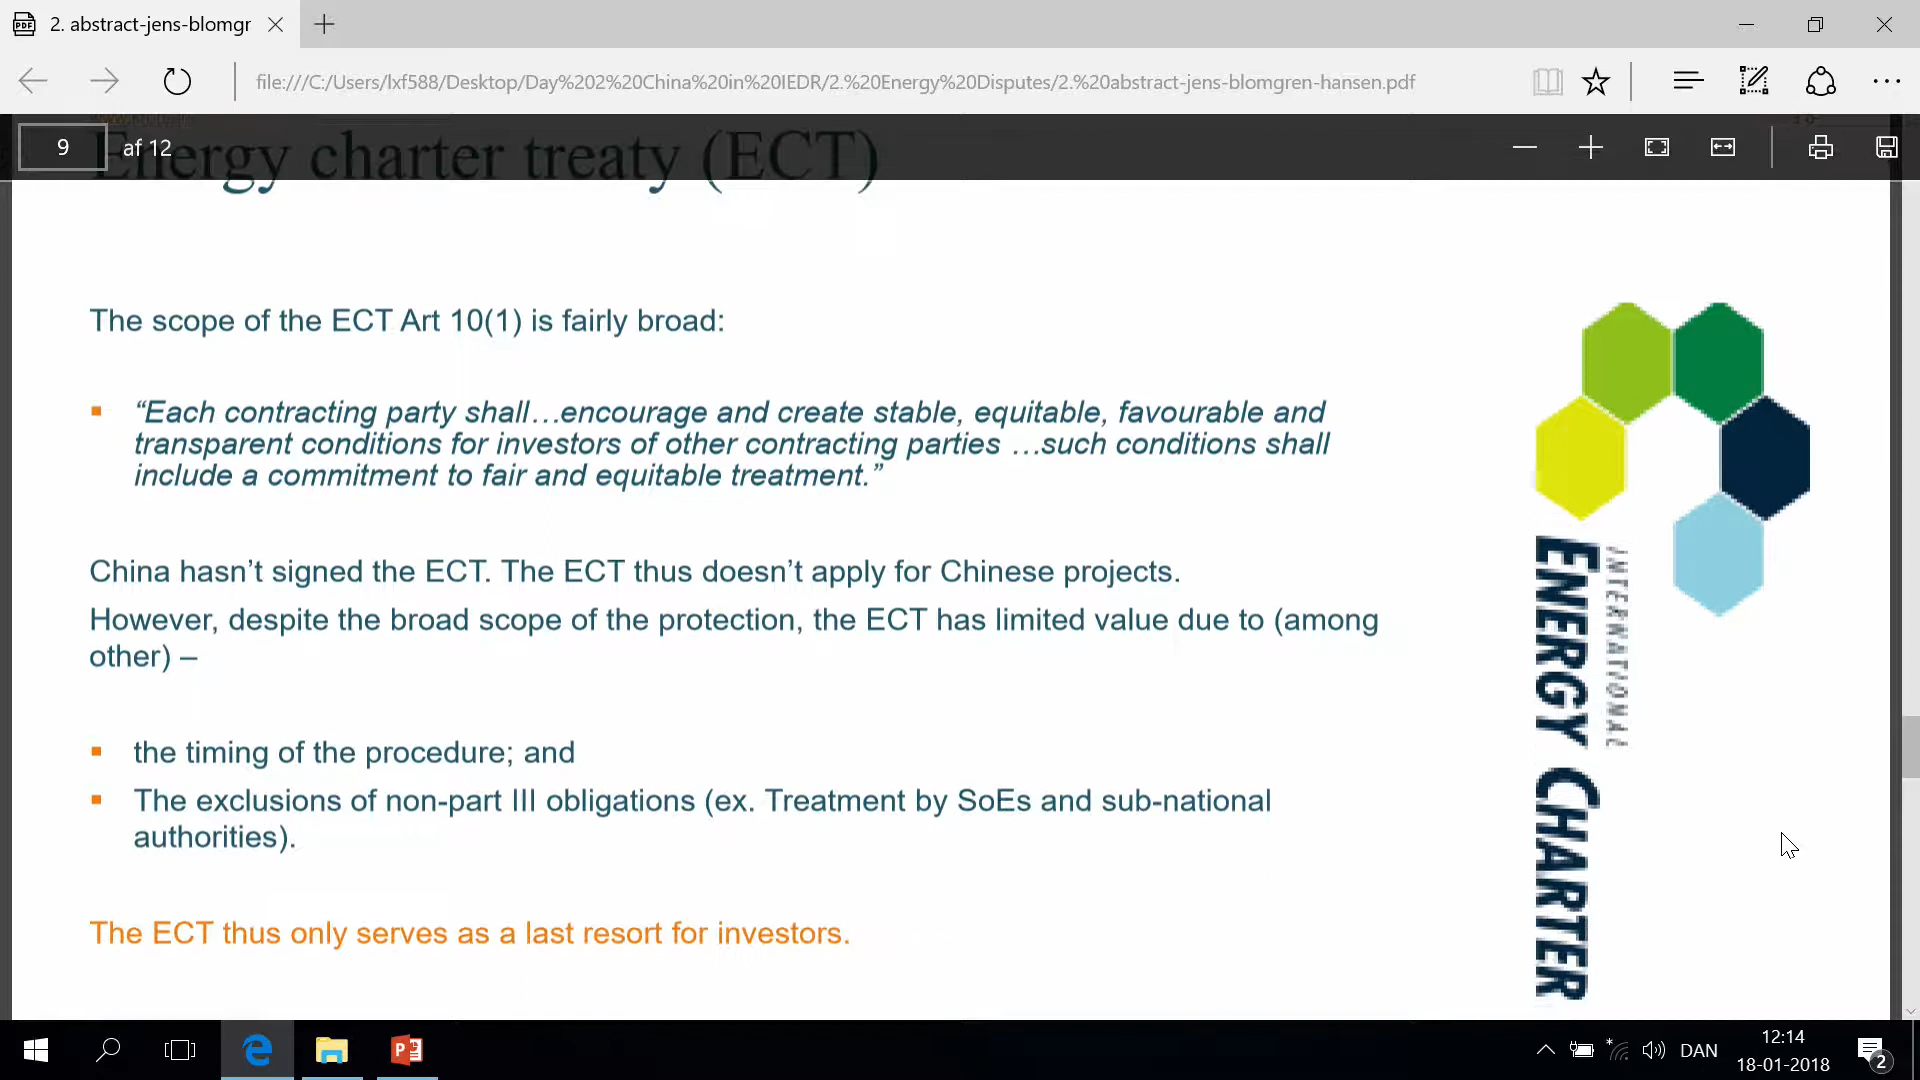 2. abstract-jens-blomgr
file:///C:/Users/lxf588/Desktop/Day%202%20China%20in%20IEDR/2.%20Energy%20Disputes/2.%20abstract-jens-blomgren-hansen.pdf
9 af 12
Energy charter treaty (ECT)
The scope of the ECT Art 10(1) is fairly broad:
“Each contracting party shall…encourage and create stable, equitable, favourable and
transparent conditions for investors of other contracting parties …such conditions shall
include a commitment to fair and equitable treatment.”
China hasn’t signed the ECT. The ECT thus doesn’t apply for Chinese projects.
However, despite the broad scope of the protection, the ECT has limited value due to (among
other) –
the timing of the procedure; and
The exclusions of non-part III obligations (ex. Treatment by SoEs and sub-national
authorities).
The ECT thus only serves as a last resort for investors.
INTERNATIONAL
ENERGY CHARTER
DAN
12:14
18-01-2018
2